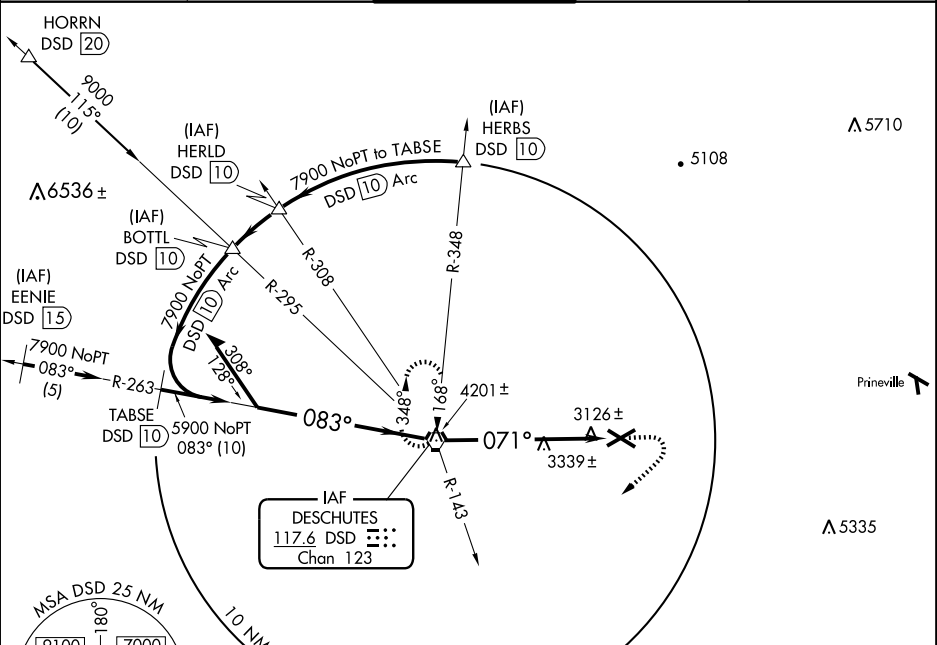 HORRN
DSD 20
9000
115°
(10)
(IAF)
HERLD
DSD 10
(IAF)
HERBS
DSD 10
7900 NoPT to TABSE
DSD 10 Arc
5710
5108
6536±
(IAF)
BOTTL
DSD 10
R-308
R-348
R-295
7900 NoPT
DSD 10 Arc
(IAF)
EENIE
DSD 15
7900 NoPT
083°
(5)
R-263
308°
128°
TABSE
DSD 10
5900 NoPT
083° (10)
083°
348°
168°
4201±
071°
3126±
3339±
Prineville
R-143
IAF
DESCHUTES
117.6 DSD
Chan 123
5335
MSA DSD 25 NM
180°
10 NM
9100
7000